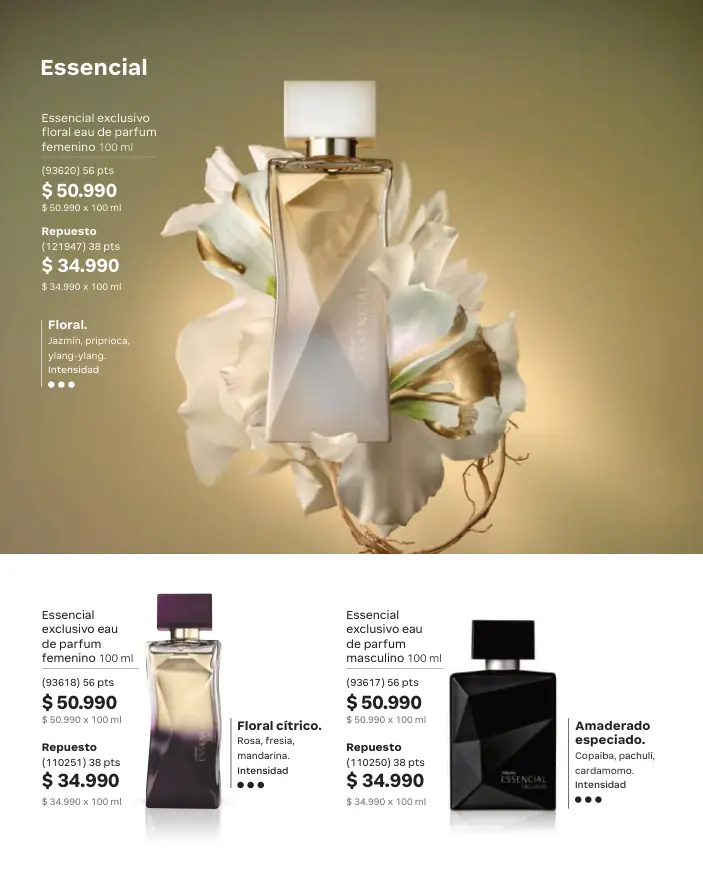 Essencial
Essencial exclusivo
floral eau de parfum
femenino 100 ml
(93620) 56 pts
$ 50.990
$ 50.990 x 100 ml
Repuesto
(121947) 38 pts
$ 34.990
$ 34.990 x 100 ml
Floral.
Jazmín, priprioca,
ylang-ylang.
Intensidad
ESSENCIAL
Essencial
exclusivo eau
de parfum
femenino 100 ml
(93618) 56 pts
$ 50.990
$ 50.990 x 100 ml
Repuesto
(110251) 38 pts
$ 34.990
$ 34.990 x 100 ml
Floral cítrico.
Rosa, fresia,
mandarina.
Intensidad
Essencial
exclusivo eau
de parfum
masculino 100 ml
(93617) 56 pts
$ 50.990
$ 50.990 x 100 ml
Repuesto
(110250) 38 pts
$ 34.990
$ 34.990 x 100 ml
ESSENCIAL
Amaderado
especiado.
Copaíba, pachulí,
cardamomo.
Intensidad